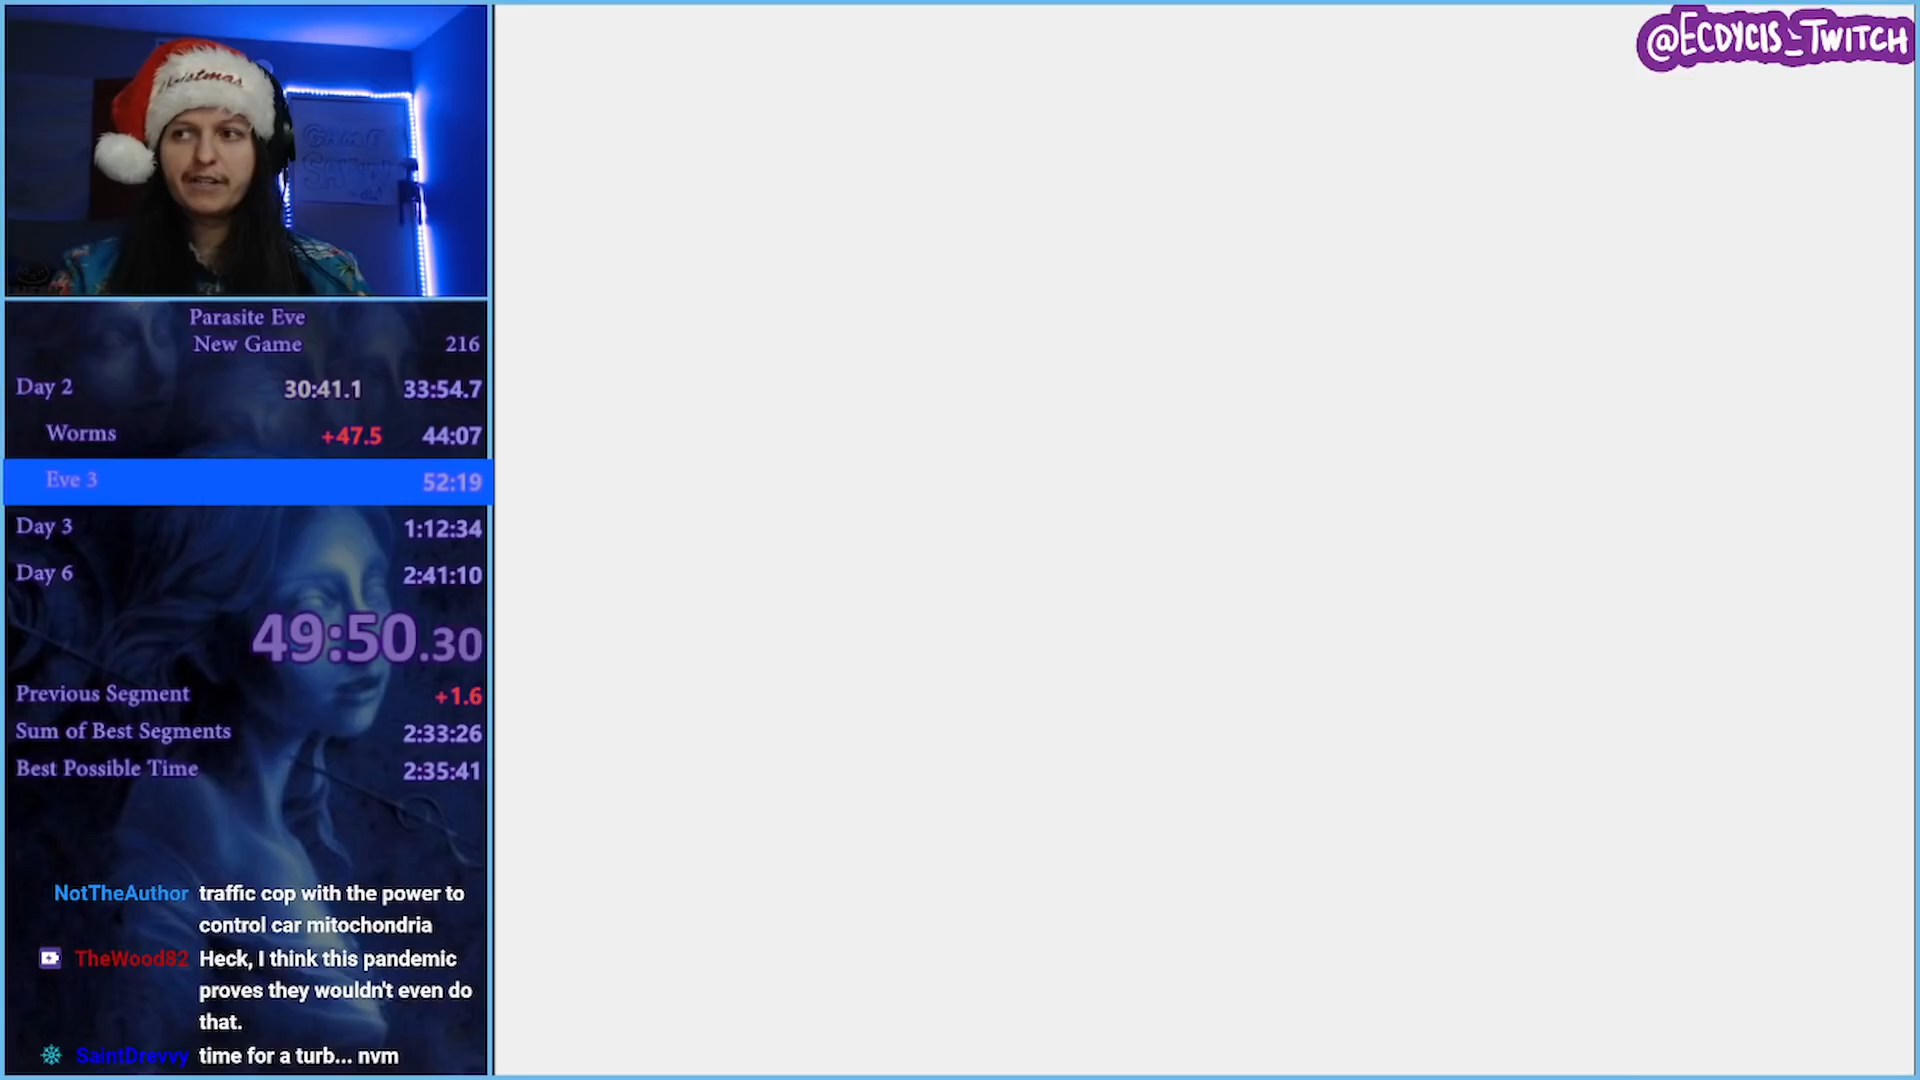 @ECDYCIS_TWITCH
Christmas
GAME
Parasite Eve
New Game 216
Day 2 30:41.1 33:54.7
Worms +47.5 44:07
Eve 3 52:19
Day 3 1:12:34
Day 6 2:41:10
49:50.30
Previous Segment +1.6
Sum of Best Segments 2:33:26
Best Possible Time 2:35:41
NotTheAuthor traffic cop with the power to
control car mitochondria
TheWood82 Heck, I think this pandemic
proves they wouldn't even do
that.
SaintDrevvy time for a turb... nvm